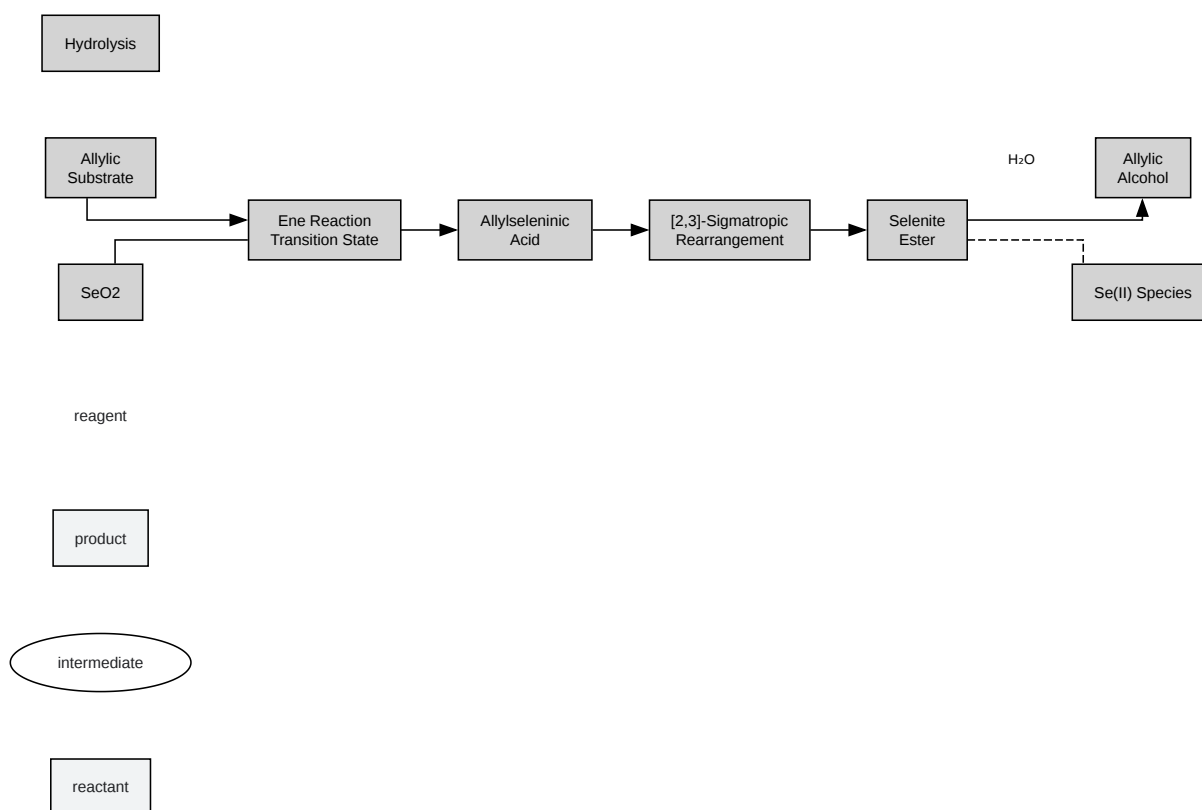 Hydrolysis
Allylic
Substrate
H₂O
Allylic
Alcohol
Ene Reaction
Transition State
Allylseleninic
Acid
[2,3]-Sigmatropic
Rearrangement
Selenite
Ester
SeO2
Se(II) Species
reagent
product
intermediate
reactant